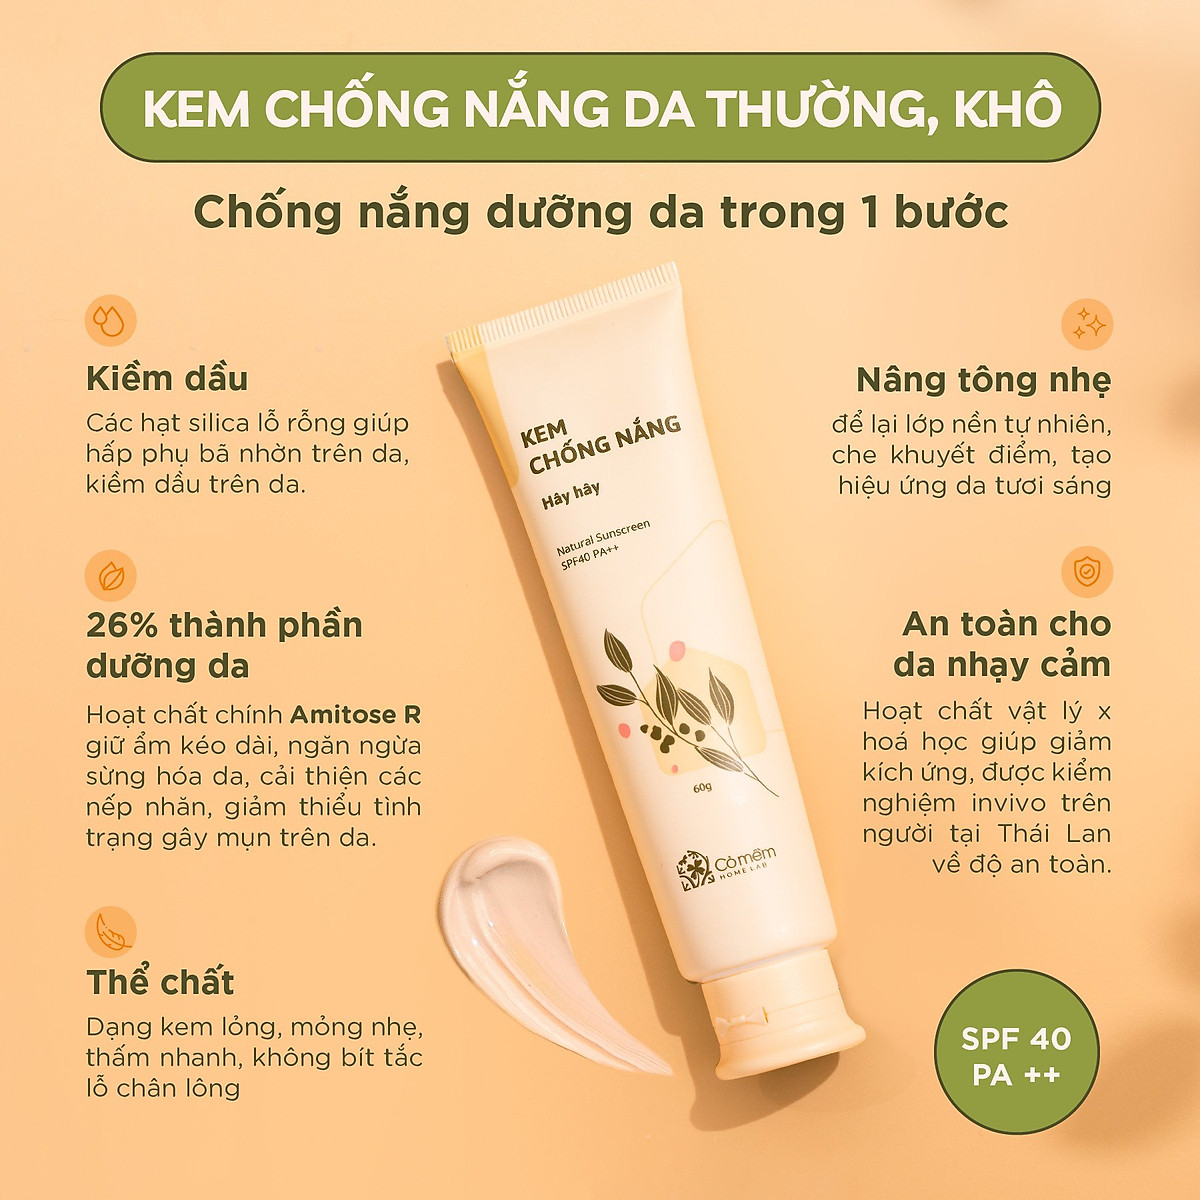 KEM CHỐNG NẮNG DA THƯỜNG, KHÔ
Chống nắng dưỡng da trong 1 bước
Kiềm dầu
Các hạt silica lỗ rỗng giúp
hấp phụ bã nhờn trên da,
kiềm dầu trên da.
26% thành phần
dưỡng da
Hoạt chất chính Amitose R
giữ ẩm kéo dài, ngăn ngừa
sừng hóa da, cải thiện các
nếp nhăn, giảm thiểu tình
trạng gây mụn trên da.
Thể chất
Dạng kem lỏng, mỏng nhẹ,
thấm nhanh, không bít tắc
lỗ chân lông
KEM
CHỐNG NẮNG
Hây hây
Natural Sunscreen
SPF40 PA++
60g
Cỏ mềm
HOME LAB
Nâng tông nhẹ
để lại lớp nền tự nhiên,
che khuyết điểm, tạo
hiệu ứng da tươi sáng
An toàn cho
da nhạy cảm
Hoạt chất vật lý x
hoá học giúp giảm
kích ứng, được kiểm
nghiệm invivo trên
người tại Thái Lan
về độ an toàn.
SPF 40
PA ++